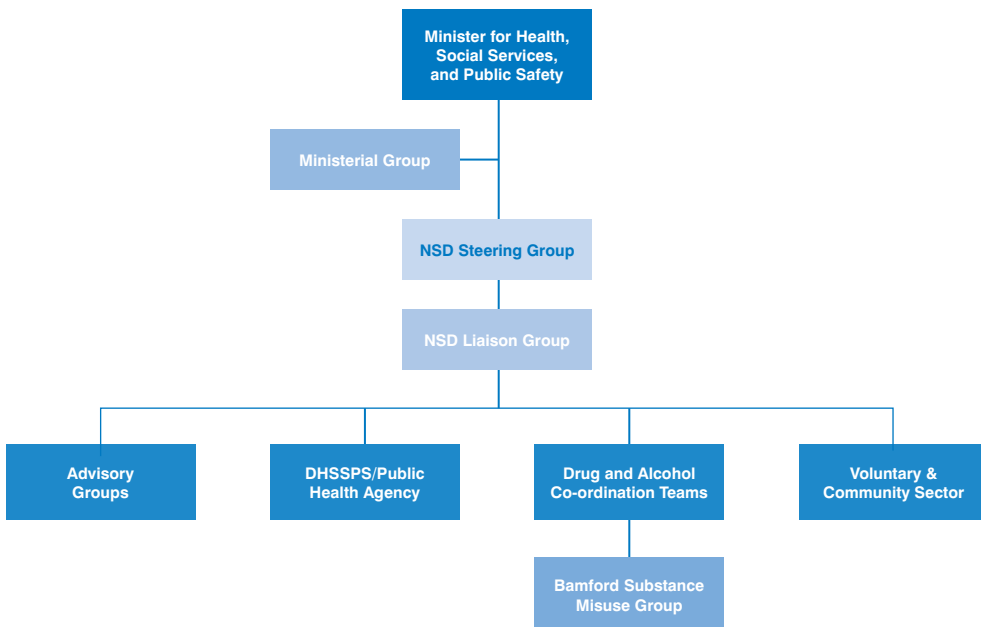 Minister for Health,
Social Services,
and Public Safety
Ministerial Group
NSD Steering Group
NSD Liaison Group
Advisory
Groups
DHSSPS/Public
Health Agency
Drug and Alcohol
Co-ordination Teams
Voluntary &
Community Sector
Bamford Substance
Misuse Group